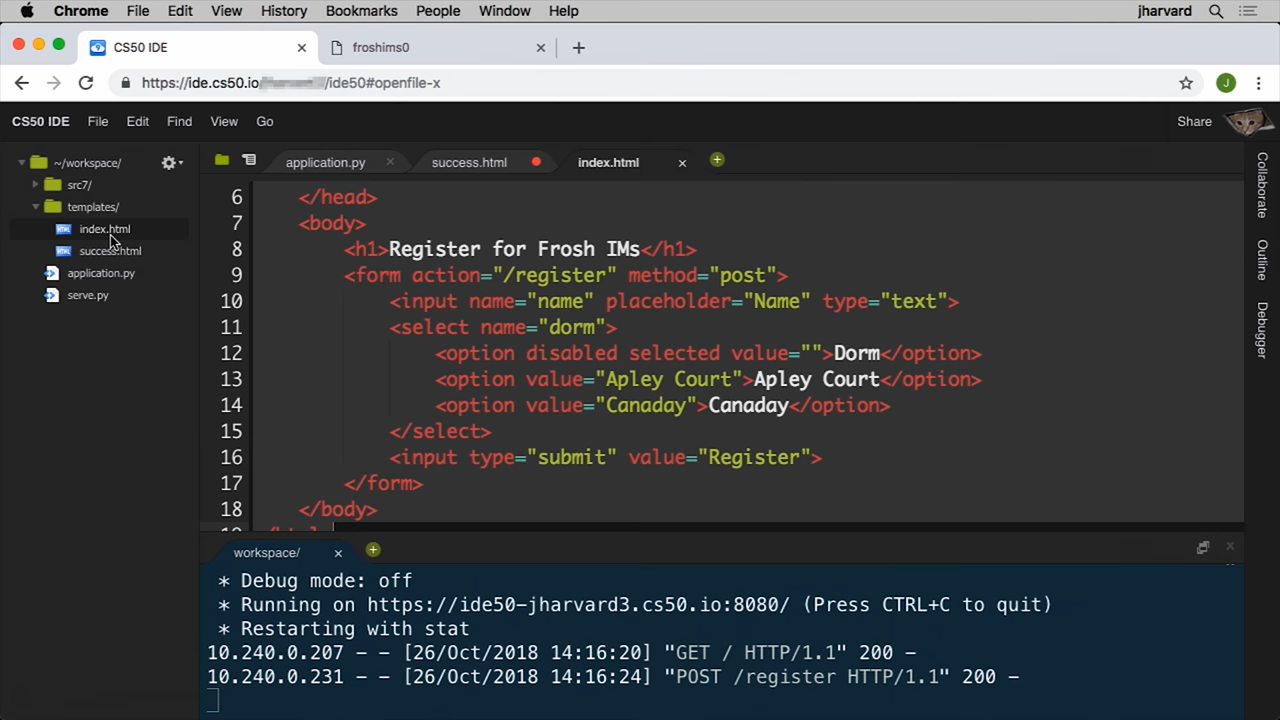 Chrome File Edit View History Bookmarks People Window Help jharvard
CS50 IDE froshims0
https://ide.cs50.io/ /ide50#openfile-x J
CS50 IDE File Edit Find View Go Share
~/workspace/
src7/
templates/
index.html
success.html
application.py
serve.py
application.py success.html index.html
6 </head>
7 <body>
8 <h1>Register for Frosh IMs</h1>
9 <form action="/register" method="post">
10 <input name="name" placeholder="Name" type="text">
11 <select name="dorm">
12 <option disabled selected value="">Dorm</option>
13 <option value="Apley Court">Apley Court</option>
14 <option value="Canaday">Canaday</option>
15 </select>
16 <input type="submit" value="Register">
17 </form>
18 </body>
Collaborate
Outline
Debugger
workspace/
* Debug mode: off
* Running on https://ide50-jharvard3.cs50.io:8080/ (Press CTRL+C to quit)
* Restarting with stat
10.240.0.207 - - [26/Oct/2018 14:16:20] "GET / HTTP/1.1" 200 -
10.240.0.231 - - [26/Oct/2018 14:16:24] "POST /register HTTP/1.1" 200 -